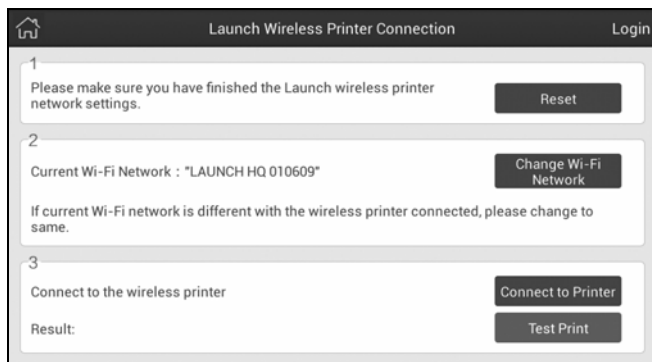 Launch Wireless Printer Connection
Login
1
Please make sure you have finished the Launch wireless printer
network settings.
Reset
2
Current Wi-Fi Network : "LAUNCH HQ 010609"
Change Wi-Fi
Network
If current Wi-Fi network is different with the wireless printer connected, please change to
same.
3
Connect to the wireless printer
Connect to Printer
Result:
Test Print